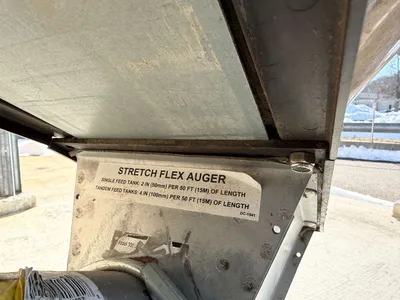 STRETCH FLEX AUGER
SINGLE FEED TANK: 2 IN (50mm) PER 50 FT (15M) OF LENGTH
TANDEM FEED TANKS: 4 IN (100mm) PER 50 FT (15M) OF LENGTH
DC-1541